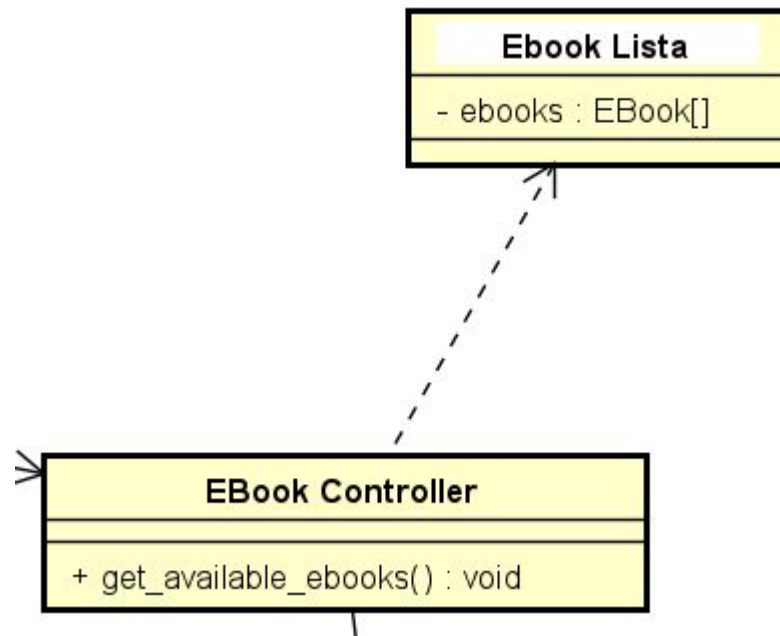 Ebook Lista
- ebooks : EBook[]
EBook Controller
+ get_available_ebooks() : void